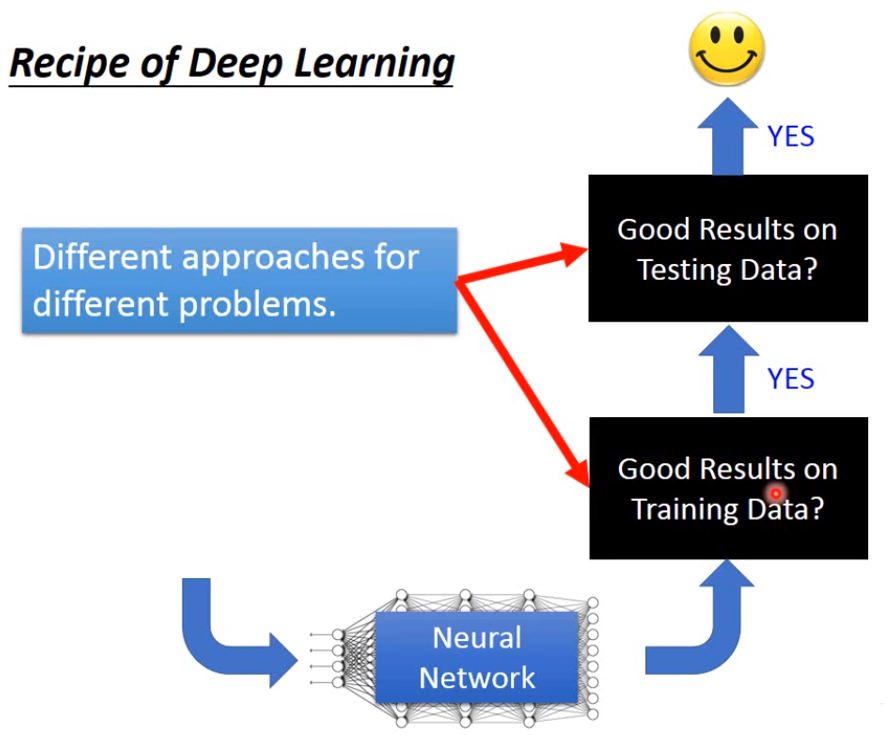 Recipe of Deep Learning
YES
Good Results on
Testing Data?
Different approaches for
different problems.
YES
Good Results on
Training Data?
Neural
Network